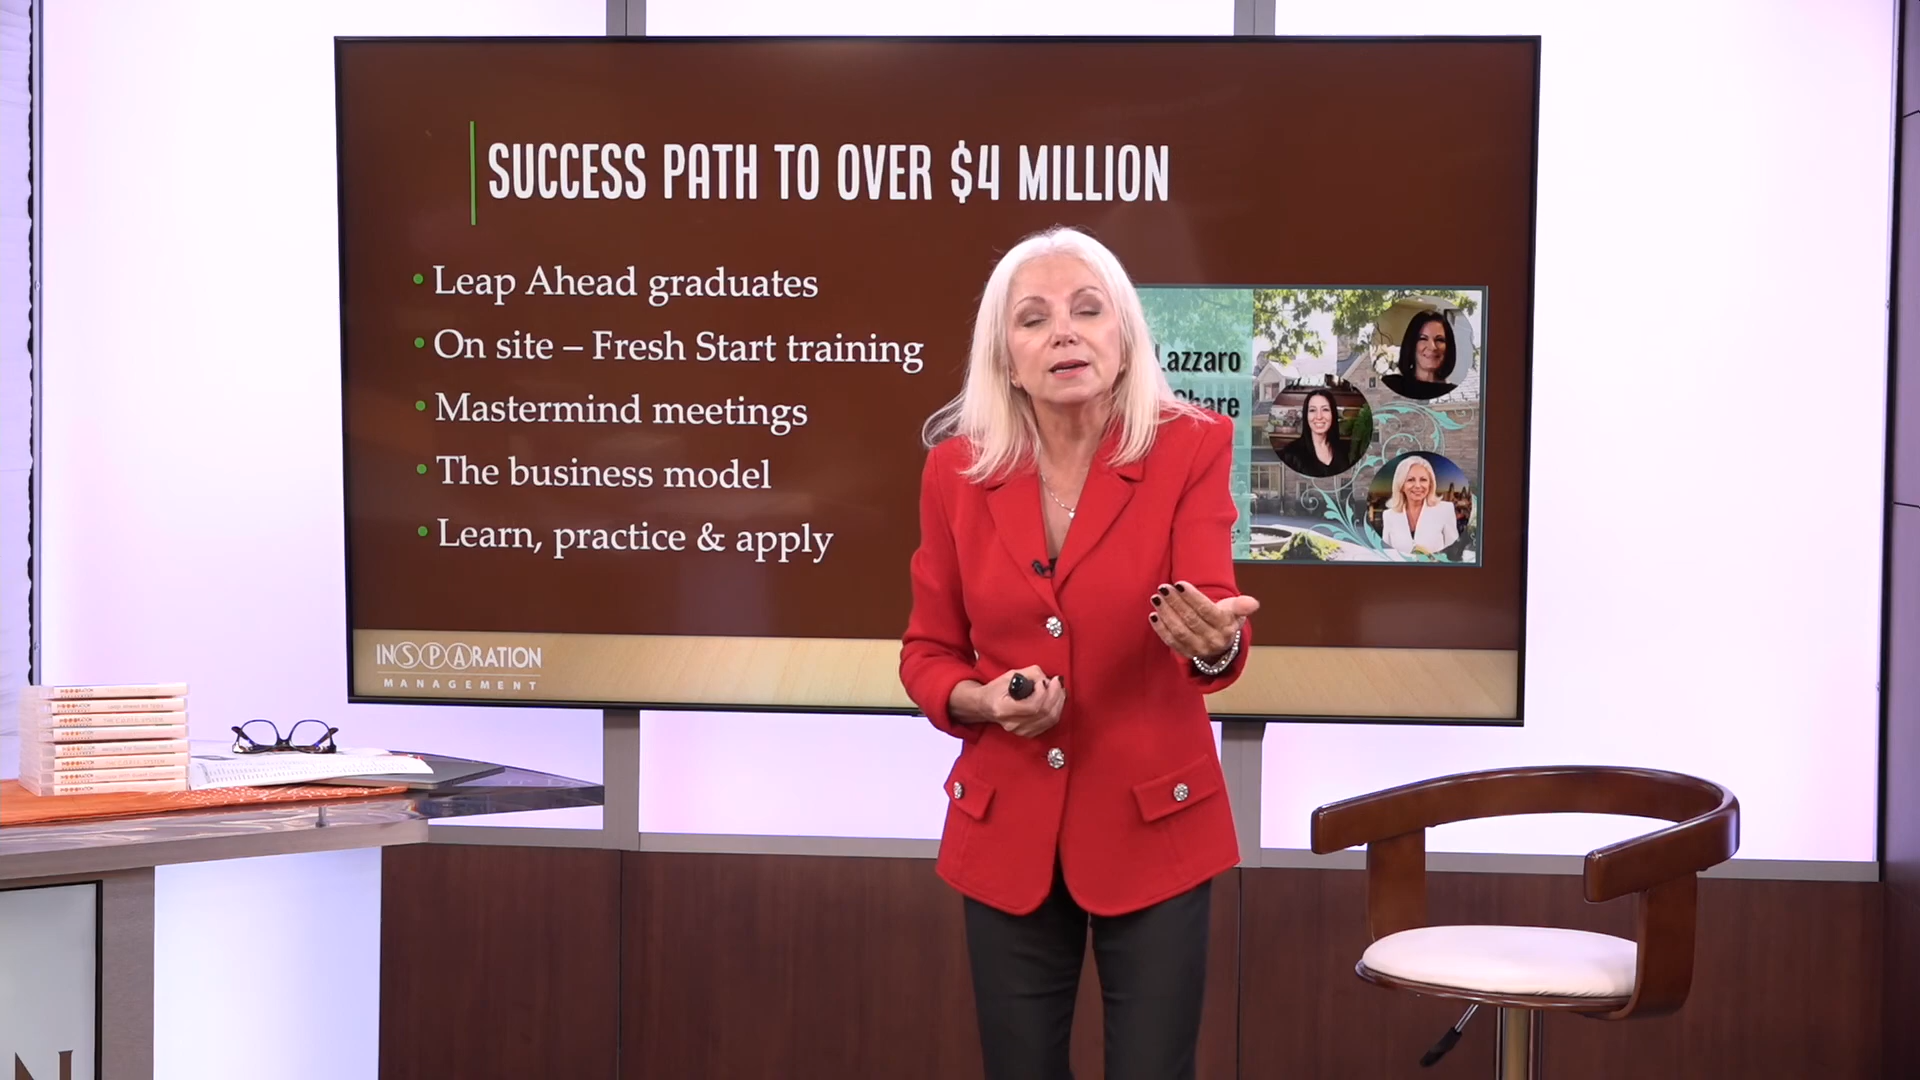 SUCCESS PATH TO OVER $4 MILLION
• Leap Ahead graduates
• On site – Fresh Start training
• Mastermind meetings
• The business model
• Learn, practice & apply
Lazzaro
Share
INSPARATION
MANAGEMENT